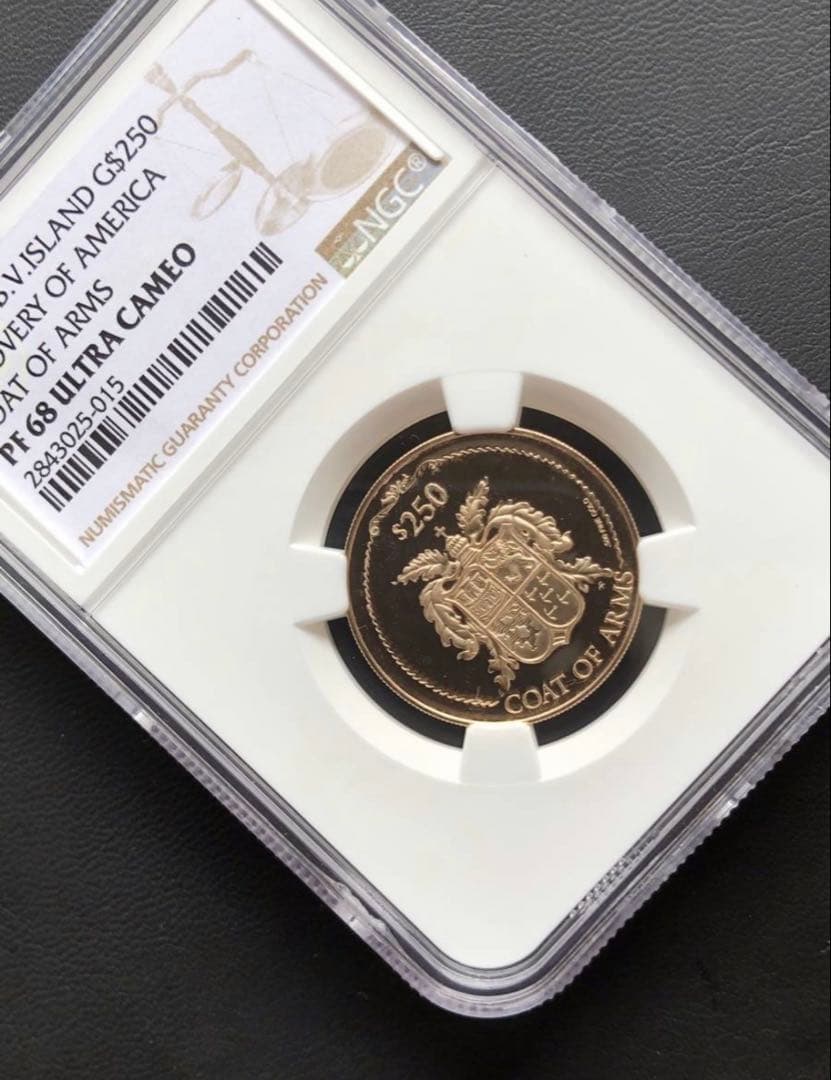 B.V.ISLAND G$250
OVERY OF AMERICA
OAT OF ARMS
PF 68 ULTRA CAMEO
2843025-015
NGC®
NUMISMATIC GUARANTY CORPORATION
$250
COAT OF ARMS